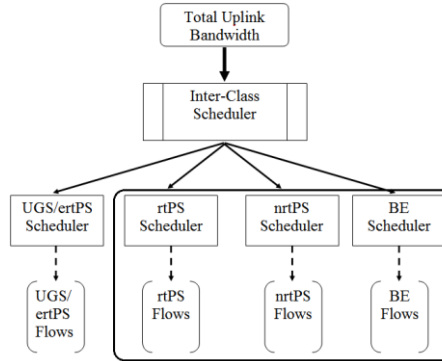 Total Uplink
Bandwidth
Inter-Class
Scheduler
UGS/ertPS
Scheduler
rtPS
Scheduler
nrtPS
Scheduler
BE
Scheduler
UGS/
ertPS
Flows
rtPS
Flows
nrtPS
Flows
BE
Flows